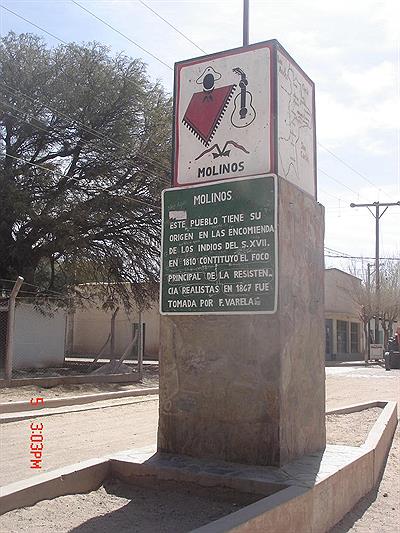 MOLINOS
MOLINOS
ESTE PUEBLO TIENE SU
ORIGEN EN LAS ENCOMIENDA
DE LOS INDIOS DEL S.XVII.
EN 1810 CONTITUYO EL FOCO
PRINCIPAL DE LA RESISTEN
CIA REALISTAS EN 1867 FUE
TOMADA POR F. VARELA
5 3:03PM